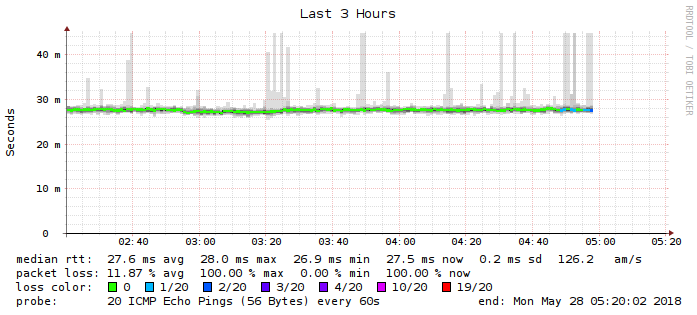 Last 3 Hours
RRDTOOL / TOBI OETIKER
Seconds
40 m
30 m
20 m
10 m
0
02:40 03:00 03:20 03:40 04:00 04:20 04:40 05:00 05:20
median rtt: 27.6 ms avg 28.0 ms max 26.9 ms min 27.5 ms now 0.2 ms sd 126.2 am/s
packet loss: 11.87 % avg 100.00 % max 0.00 % min 100.00 % now
loss color: 0 1/20 2/20 3/20 4/20 10/20 19/20
probe: 20 ICMP Echo Pings (56 Bytes) every 60s end: Mon May 28 05:20:02 2018